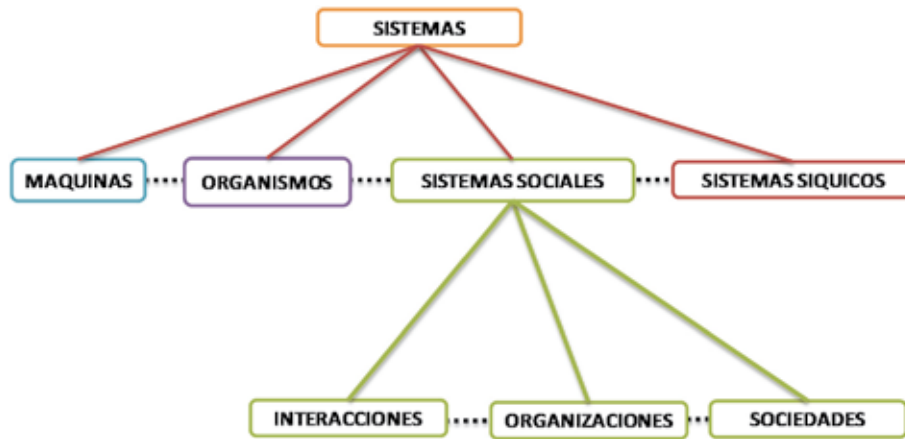 SISTEMAS
MAQUINAS
ORGANISMOS
SISTEMAS SOCIALES
SISTEMAS SIQUICOS
INTERACCIONES
ORGANIZACIONES
SOCIEDADES